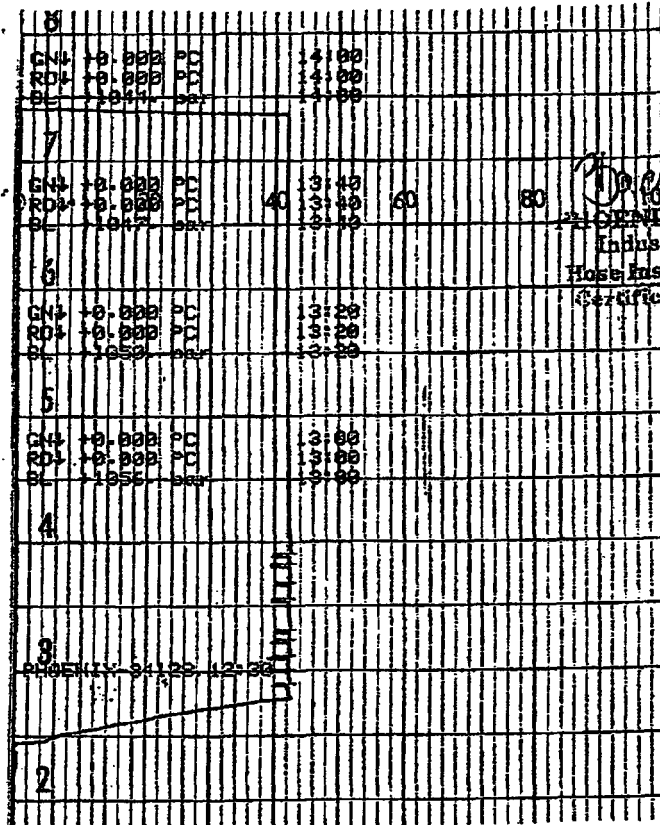 8
GN↓ +0.000 PC 14:00
RD↓ +0.000 PC 14:00
BL +1044. bar 14:00
7
GN↓ +0.000 PC 13:40
RD↓ +0.000 PC 13:40
40 60 80
BL +1047. bar 13:40
Indus
Hose Ins
Certific
6
GN↓ +0.000 PC 13:20
RD↓ +0.000 PC 13:20
BL +1050. bar 13:20
5
GN↓ +0.000 PC 13:00
RD↓ +0.000 PC 13:00
BL +1056. bar 13:00
4
3
PHOENIX 12:30
2